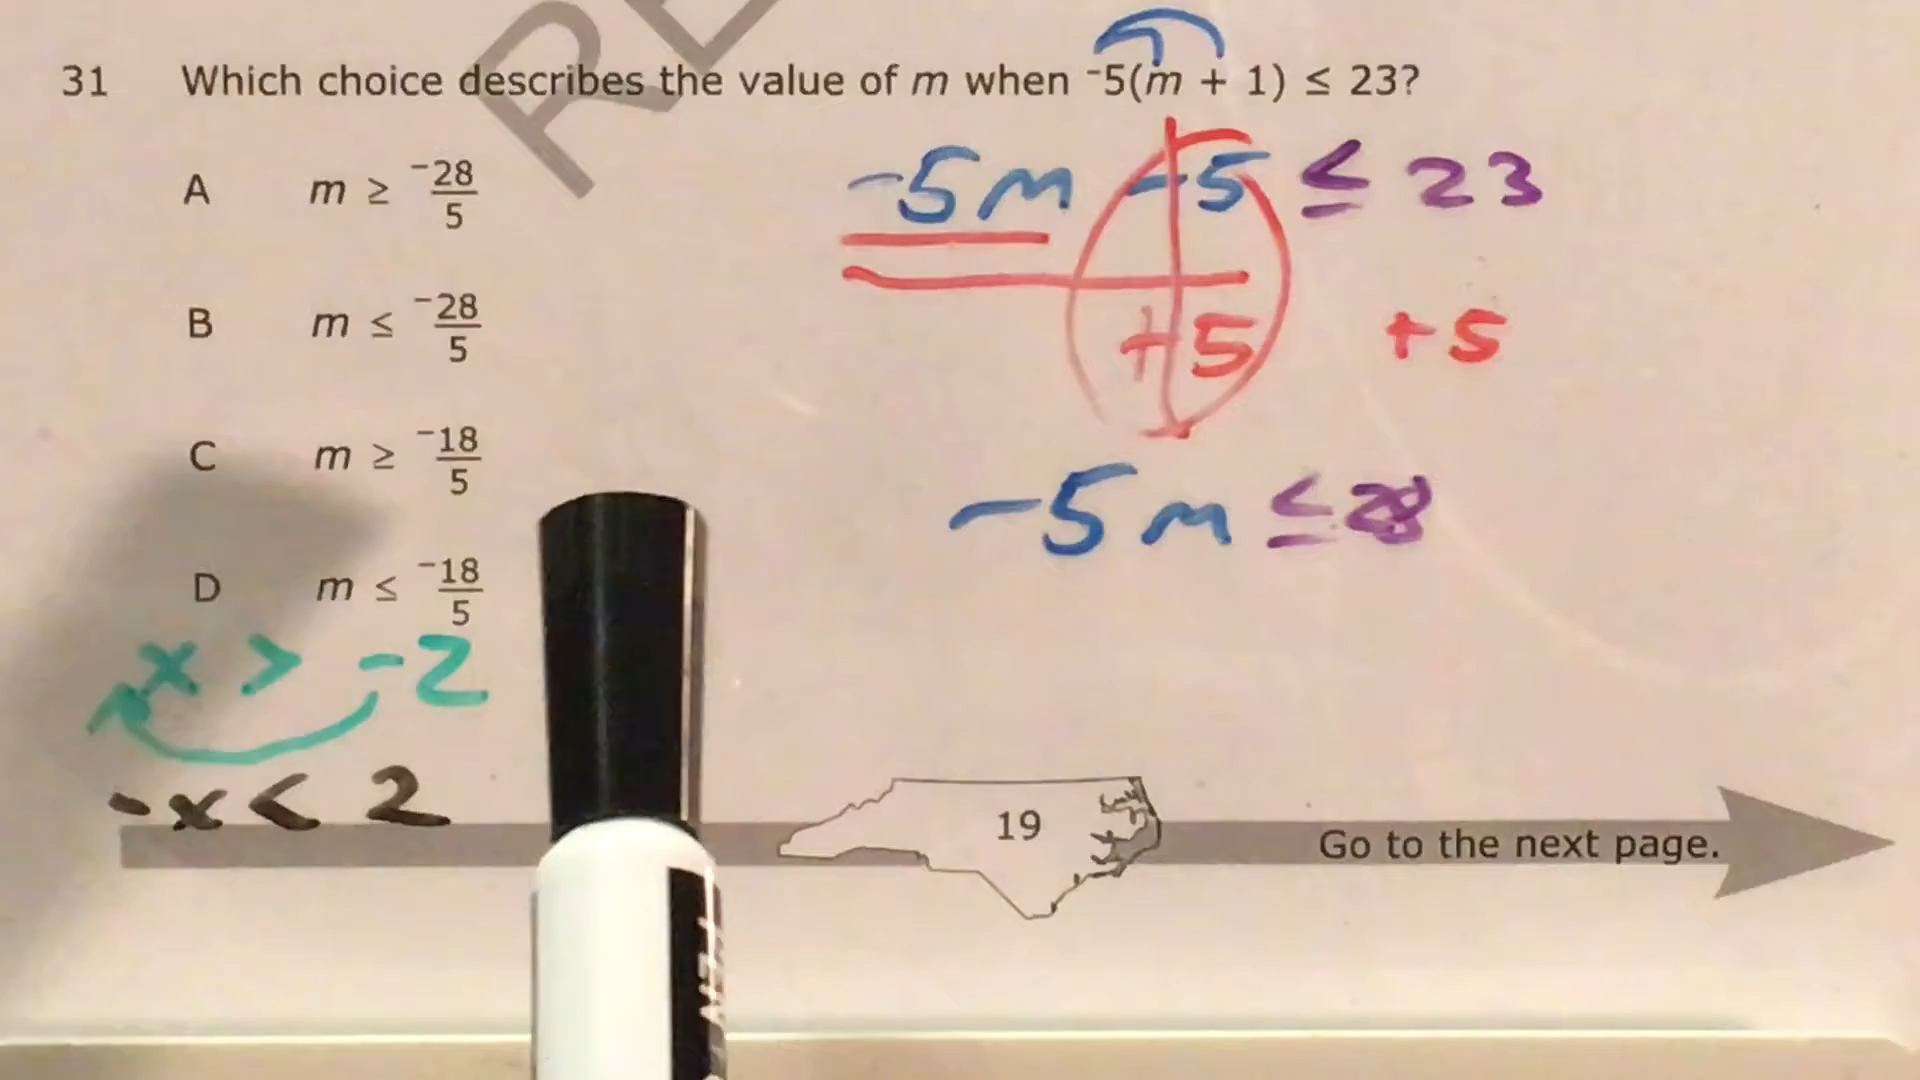 RE
31 Which choice describes the value of m when ⁻5(m + 1) ≤ 23?
-5m -5 ≤ 23
A m ≥ ⁻28/5
+5 +5
B m ≤ ⁻28/5
C m ≥ ⁻18/5
-5m ≤ 28
D m ≤ ⁻18/5
x > -2
-x < 2
19
Go to the next page.